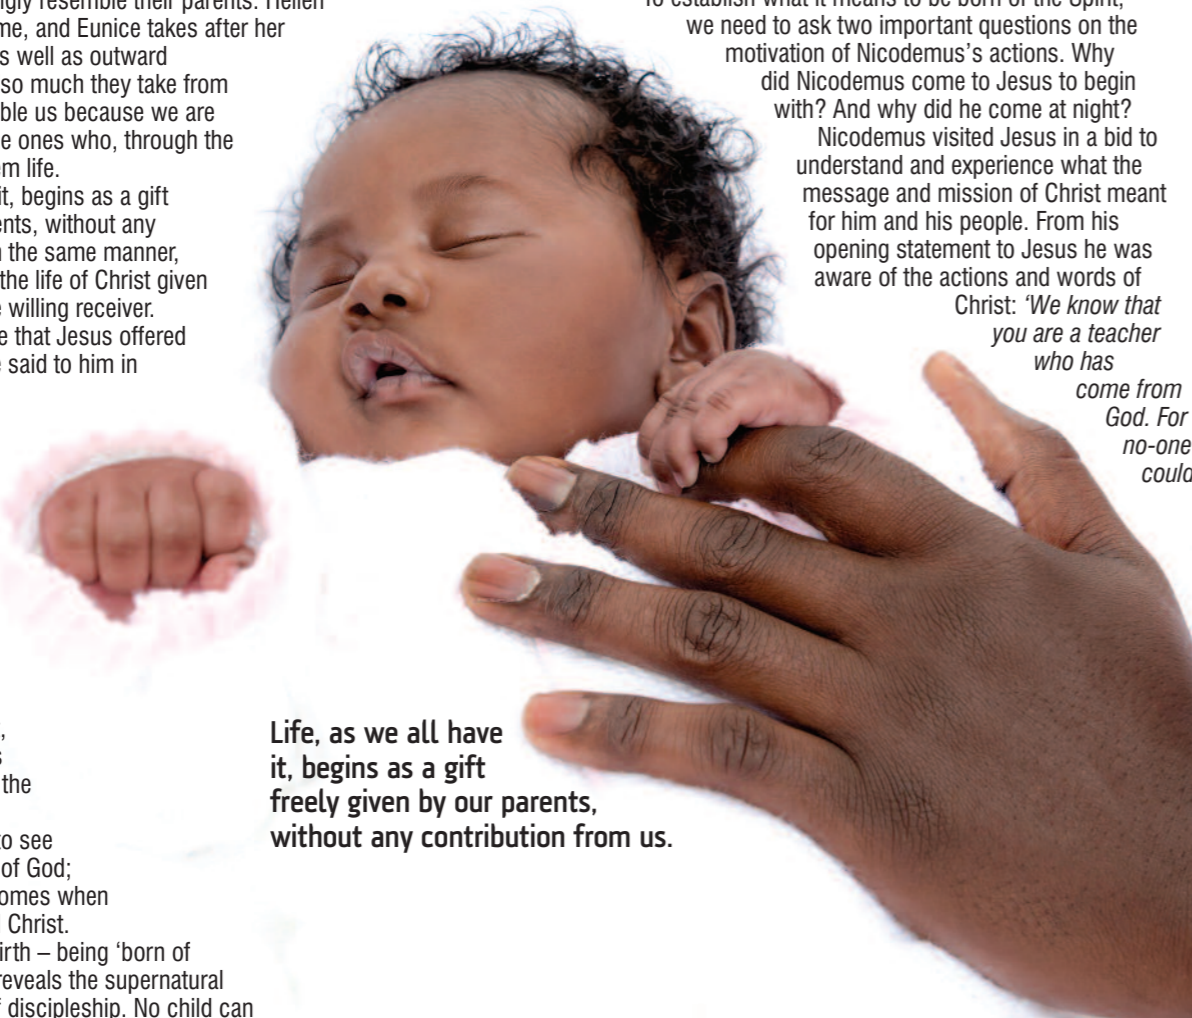 ngly resemble their parents. Hellen
me, and Eunice takes after her
s well as outward
so much they take from
ble us because we are
e ones who, through the
em life.
it, begins as a gift
ents, without any
n the same manner,
the life of Christ given
e willing receiver.
e that Jesus offered
e said to him in
,
s
the
to see
of God;
omes when
Christ.
irth – being ‘born of
reveals the supernatural
f discipleship. No child can
Life, as we all have
it, begins as a gift
freely given by our parents,
without any contribution from us.
To establish what it means to be born of the Spirit,
we need to ask two important questions on the
motivation of Nicodemus’s actions. Why
did Nicodemus come to Jesus to begin
with? And why did he come at night?
Nicodemus visited Jesus in a bid to
understand and experience what the
message and mission of Christ meant
for him and his people. From his
opening statement to Jesus he was
aware of the actions and words of
Christ: ‘We know that
you are a teacher
who has
come from
God. For
no-one
could